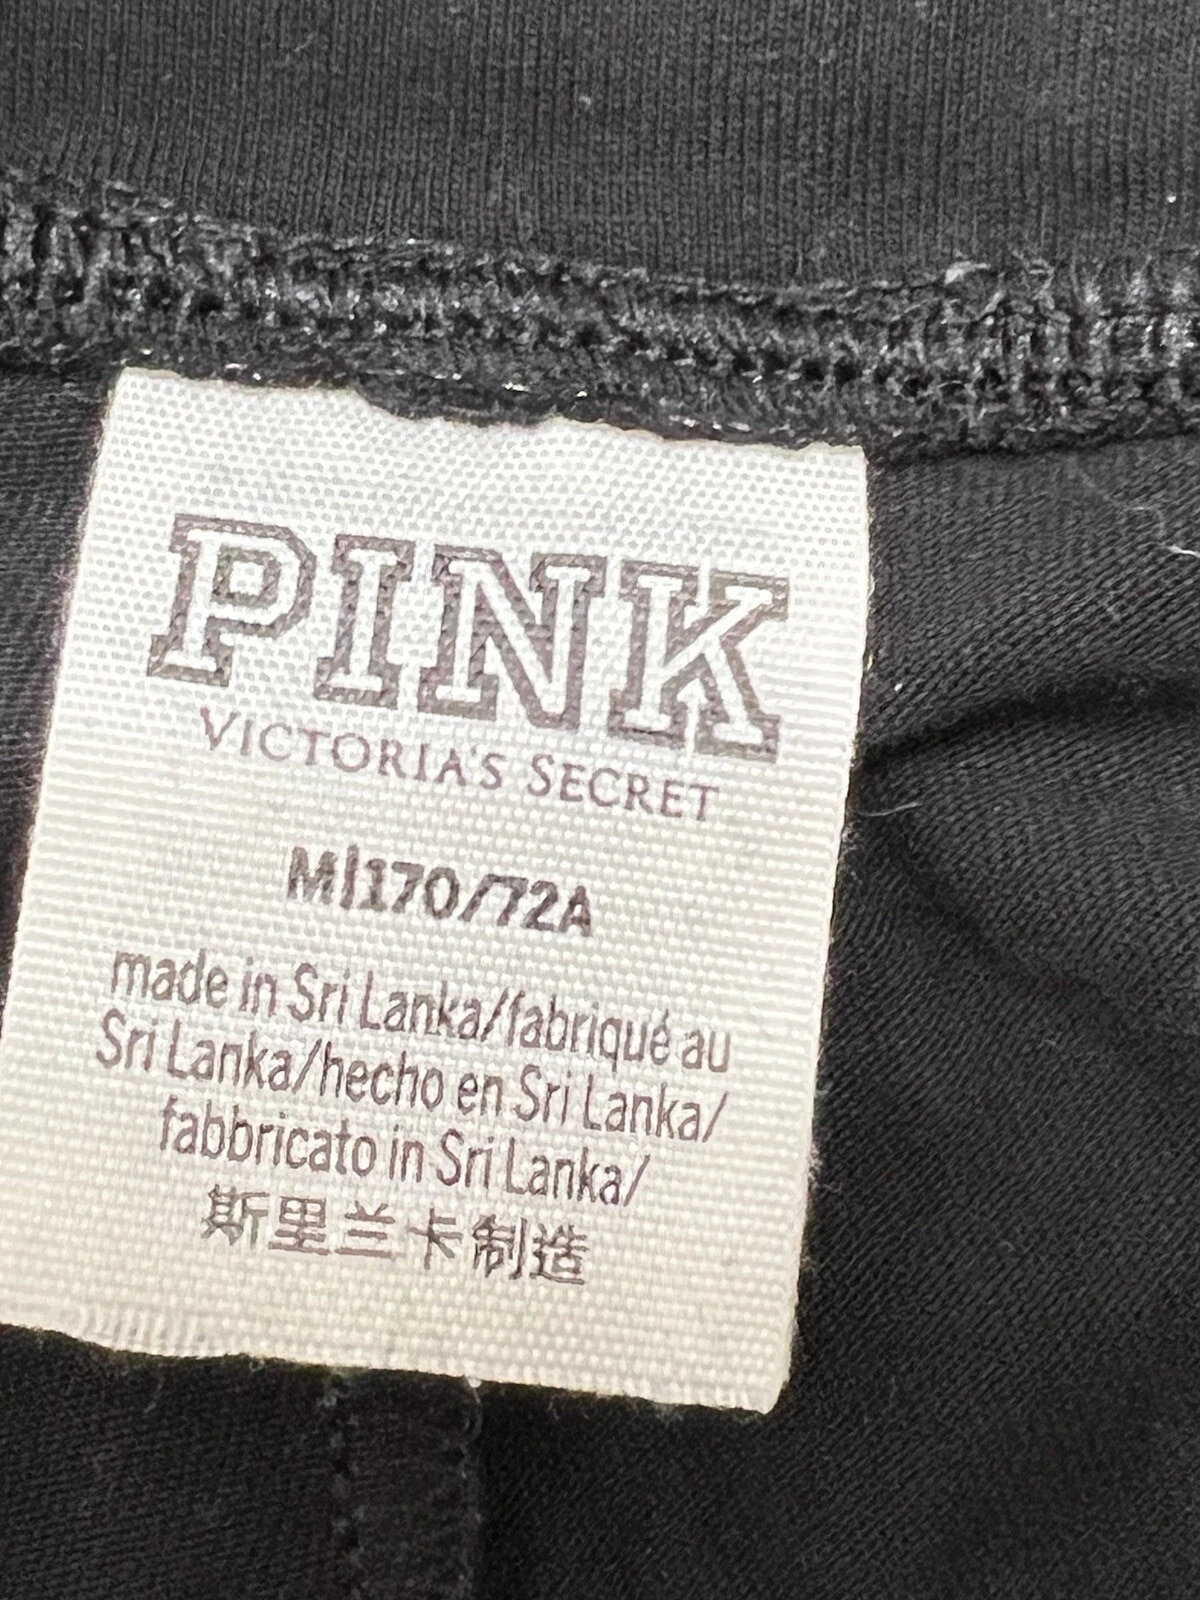 PINK
VICTORIA'S SECRET
M|170/72A
made in Sri Lanka/fabriqué au
Sri Lanka/hecho en Sri Lanka/
fabbricato in Sri Lanka/
斯里兰卡制造